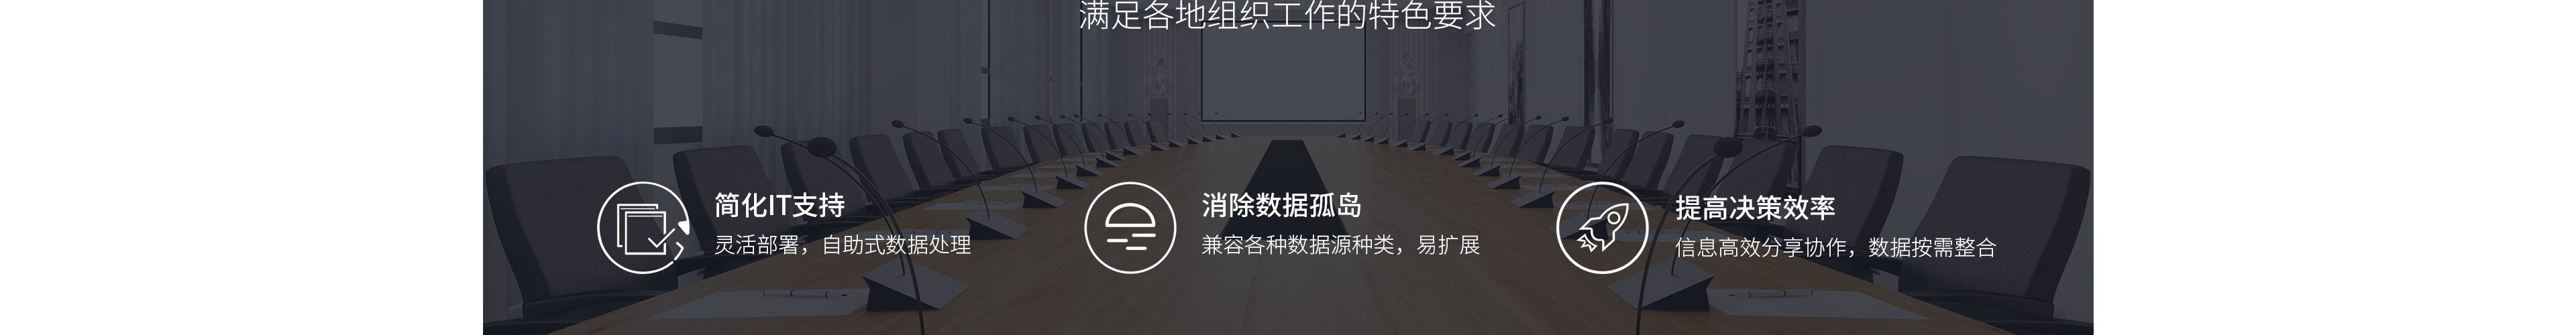 满足各地组织工作的特色要求
简化IT支持
灵活部署，自助式数据处理
消除数据孤岛
兼容各种数据源种类，易扩展
提高决策效率
信息高效分享协作，数据按需整合